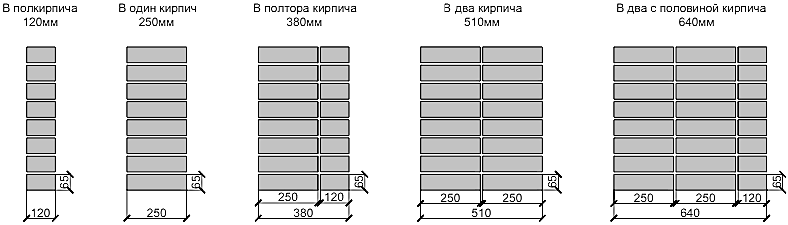 В полкирпича
120мм
В один кирпич
250мм
В полтора кирпича
380мм
В два кирпича
510мм
В два с половиной кирпича
640мм
65
120
65
250
65
250
120
380
65
250
250
510
65
250
250
120
640